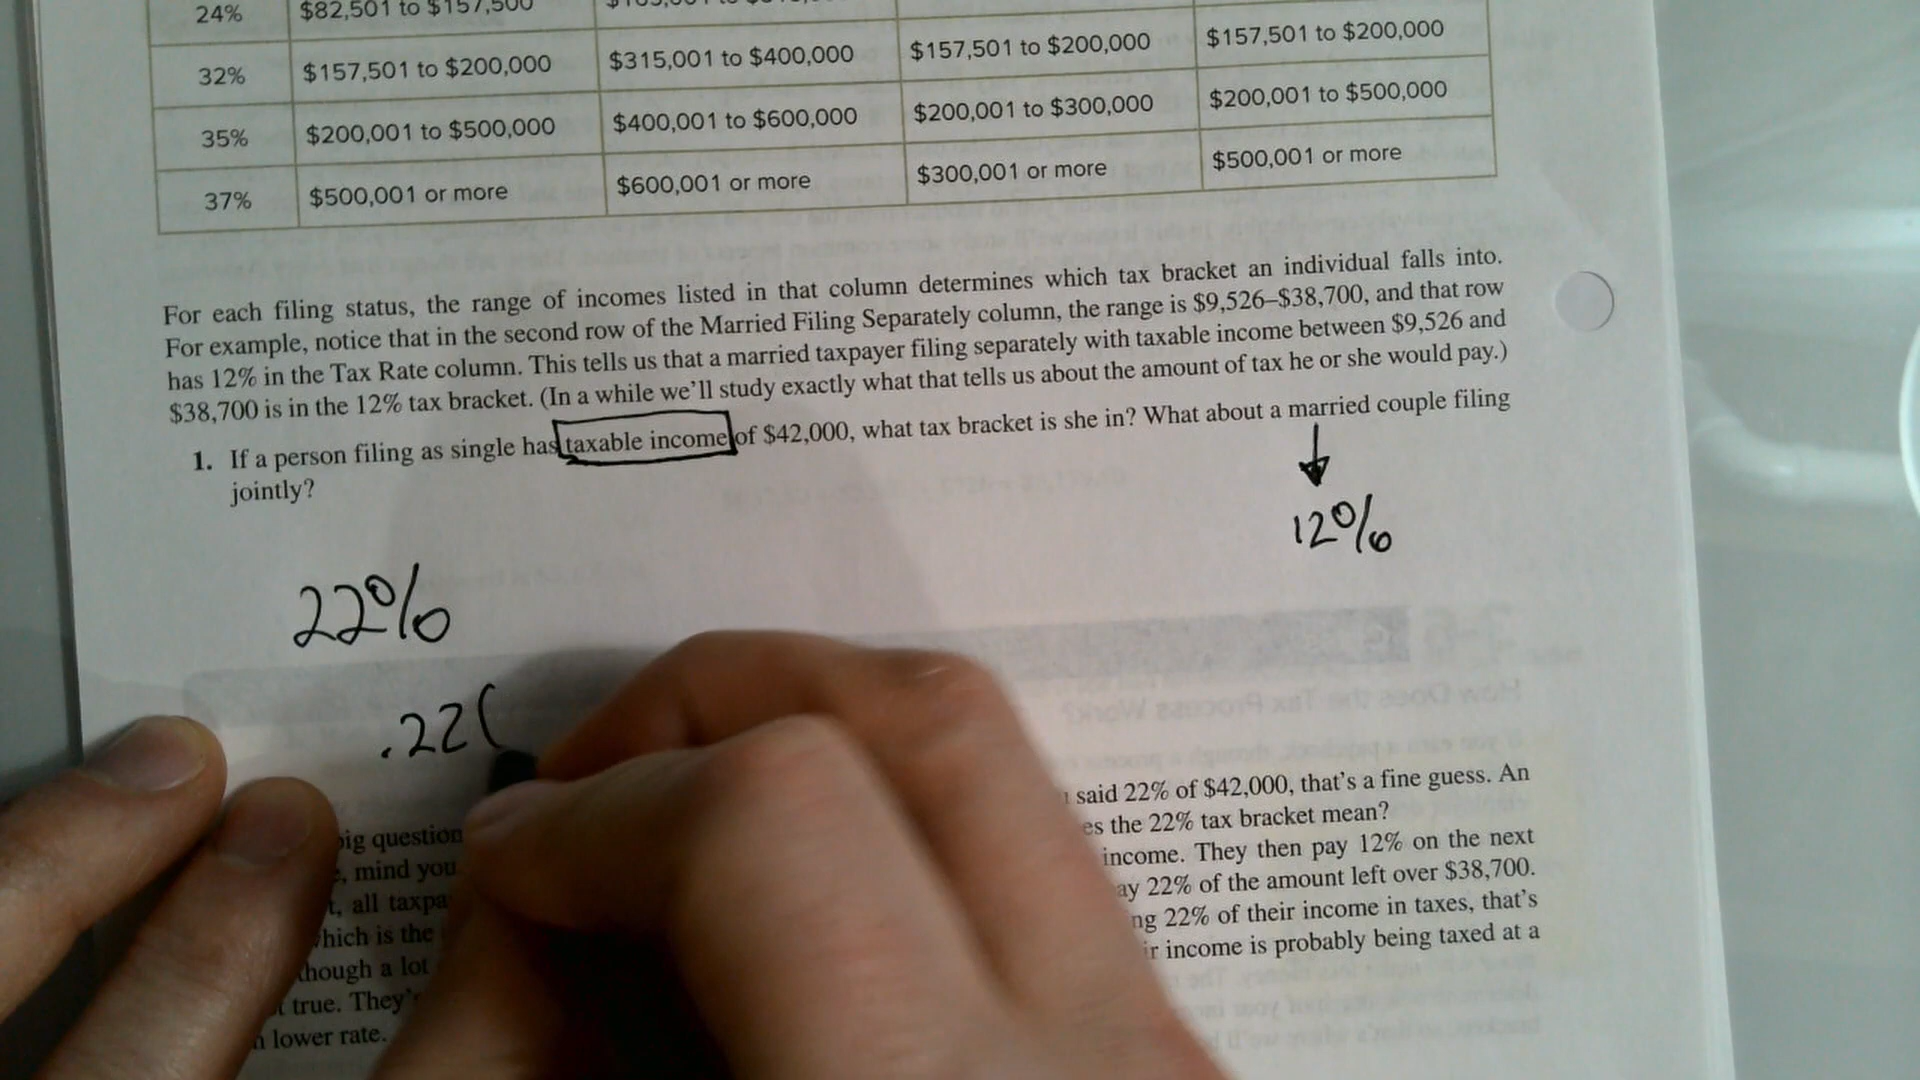 24% $82,501 to $157,500
32% $157,501 to $200,000 $315,001 to $400,000 $157,501 to $200,000 $157,501 to $200,000
35% $200,001 to $500,000 $400,001 to $600,000 $200,001 to $300,000 $200,001 to $500,000
37% $500,001 or more $600,001 or more $300,001 or more $500,001 or more
For each filing status, the range of incomes listed in that column determines which tax bracket an individual falls into.
For example, notice that in the second row of the Married Filing Separately column, the range is $9,526–$38,700, and that row
has 12% in the Tax Rate column. This tells us that a married taxpayer filing separately with taxable income between $9,526 and
$38,700 is in the 12% tax bracket. (In a while we’ll study exactly what that tells us about the amount of tax he or she would pay.)
1. If a person filing as single has taxable income of $42,000, what tax bracket is she in? What about a married couple filing
jointly?
12%
22%
.22(
said 22% of $42,000, that’s a fine guess. An
big question
the 22% tax bracket mean?
mind you
income. They then pay 12% on the next
all taxpa
22% of the amount left over $38,700.
which is the
22% of their income in taxes, that’s
though a lot
income is probably being taxed at a
true. They’
lower rate.